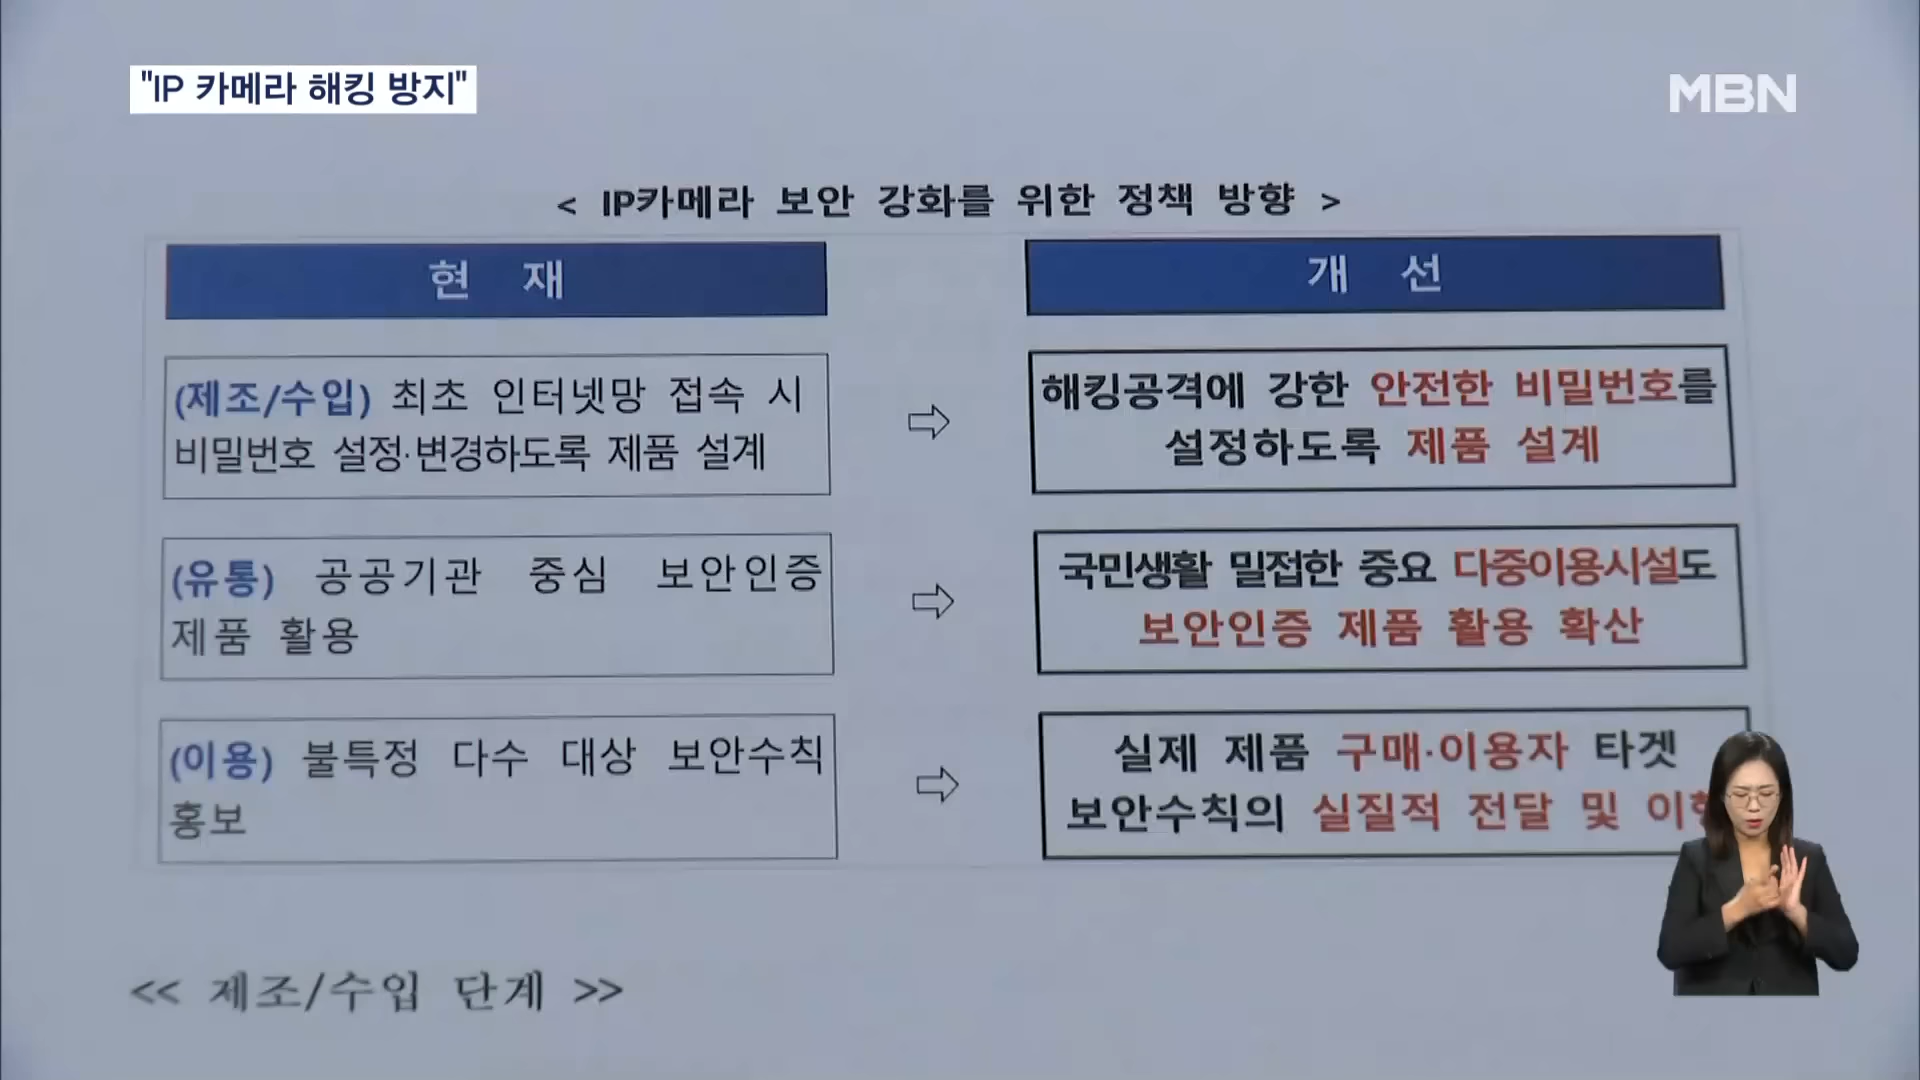 "IP 카메라 해킹 방지"
MBN
< IP카메라 보안 강화를 위한 정책 방향 >
현 재
개 선
(제조/수입) 최초 인터넷망 접속 시
비밀번호 설정·변경하도록 제품 설계
⇨
해킹공격에 강한 안전한 비밀번호를
설정하도록 제품 설계
(유통) 공공기관 중심 보안인증
제품 활용
⇨
국민생활 밀접한 중요 다중이용시설도
보안인증 제품 활용 확산
(이용) 불특정 다수 대상 보안수칙
홍보
⇨
실제 제품 구매·이용자 타겟
보안수칙의 실질적 전달 및
<< 제조/수입 단계 >>